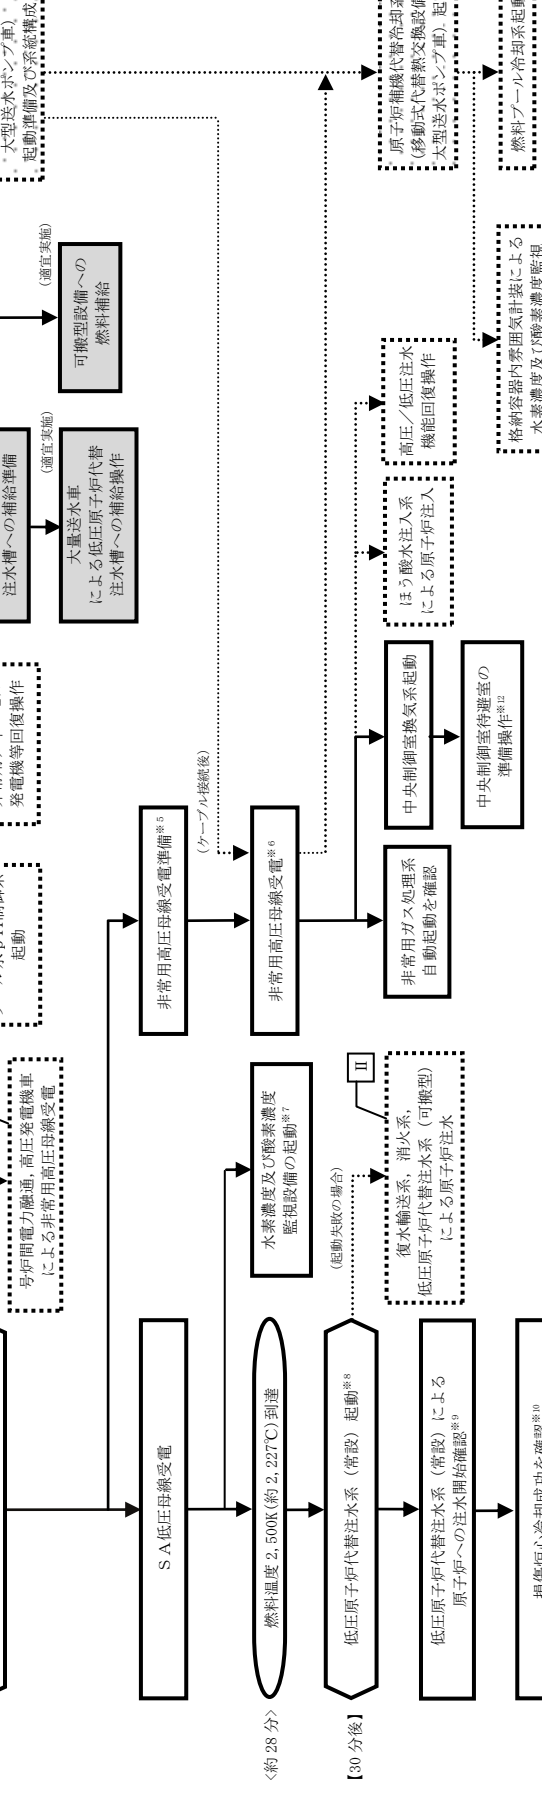 大型送水ポンプ車)
起動準備及び系統構成
原子炉補機代替冷却系
(移動式代替熱交換設備
大型送水ポンプ車) 起
燃料プール冷却系起動
(適宜実施)
可搬型設備への
燃料補給
格納容器内雰囲気計装による
水素濃度及び酸素濃度監視
注水槽への補給準備
(適宜実施)
大量送水車
による低圧原子炉代替
注水槽への補給操作
高圧/低圧注水
機能回復操作
ほう酸水注入系
による原子炉注入
発電機等回復操作
中央制御室換気系起動
中央制御室待避室の
準備操作※12
起動
非常用高圧母線受電準備※5
(ケーブル接続後)
非常用高圧母線受電※6
非常用ガス処理系
自動起動を確認
号炉間電力融通,高圧発電機車
による非常用高圧母線受電
水素濃度及び酸素濃度
監視設備の起動※7
(起動失敗の場合)
II
復水輸送系,消火系,
低圧原子炉代替注水系(可搬型)
による原子炉注水
SA低圧母線受電
燃料温度2,500K(約2,227℃)到達
低圧原子炉代替注水系(常設)起動※8
低圧原子炉代替注水系(常設)による
原子炉への注水開始確認※9
損傷炉心冷却成功を確認※10
<約28分>
【30分後】